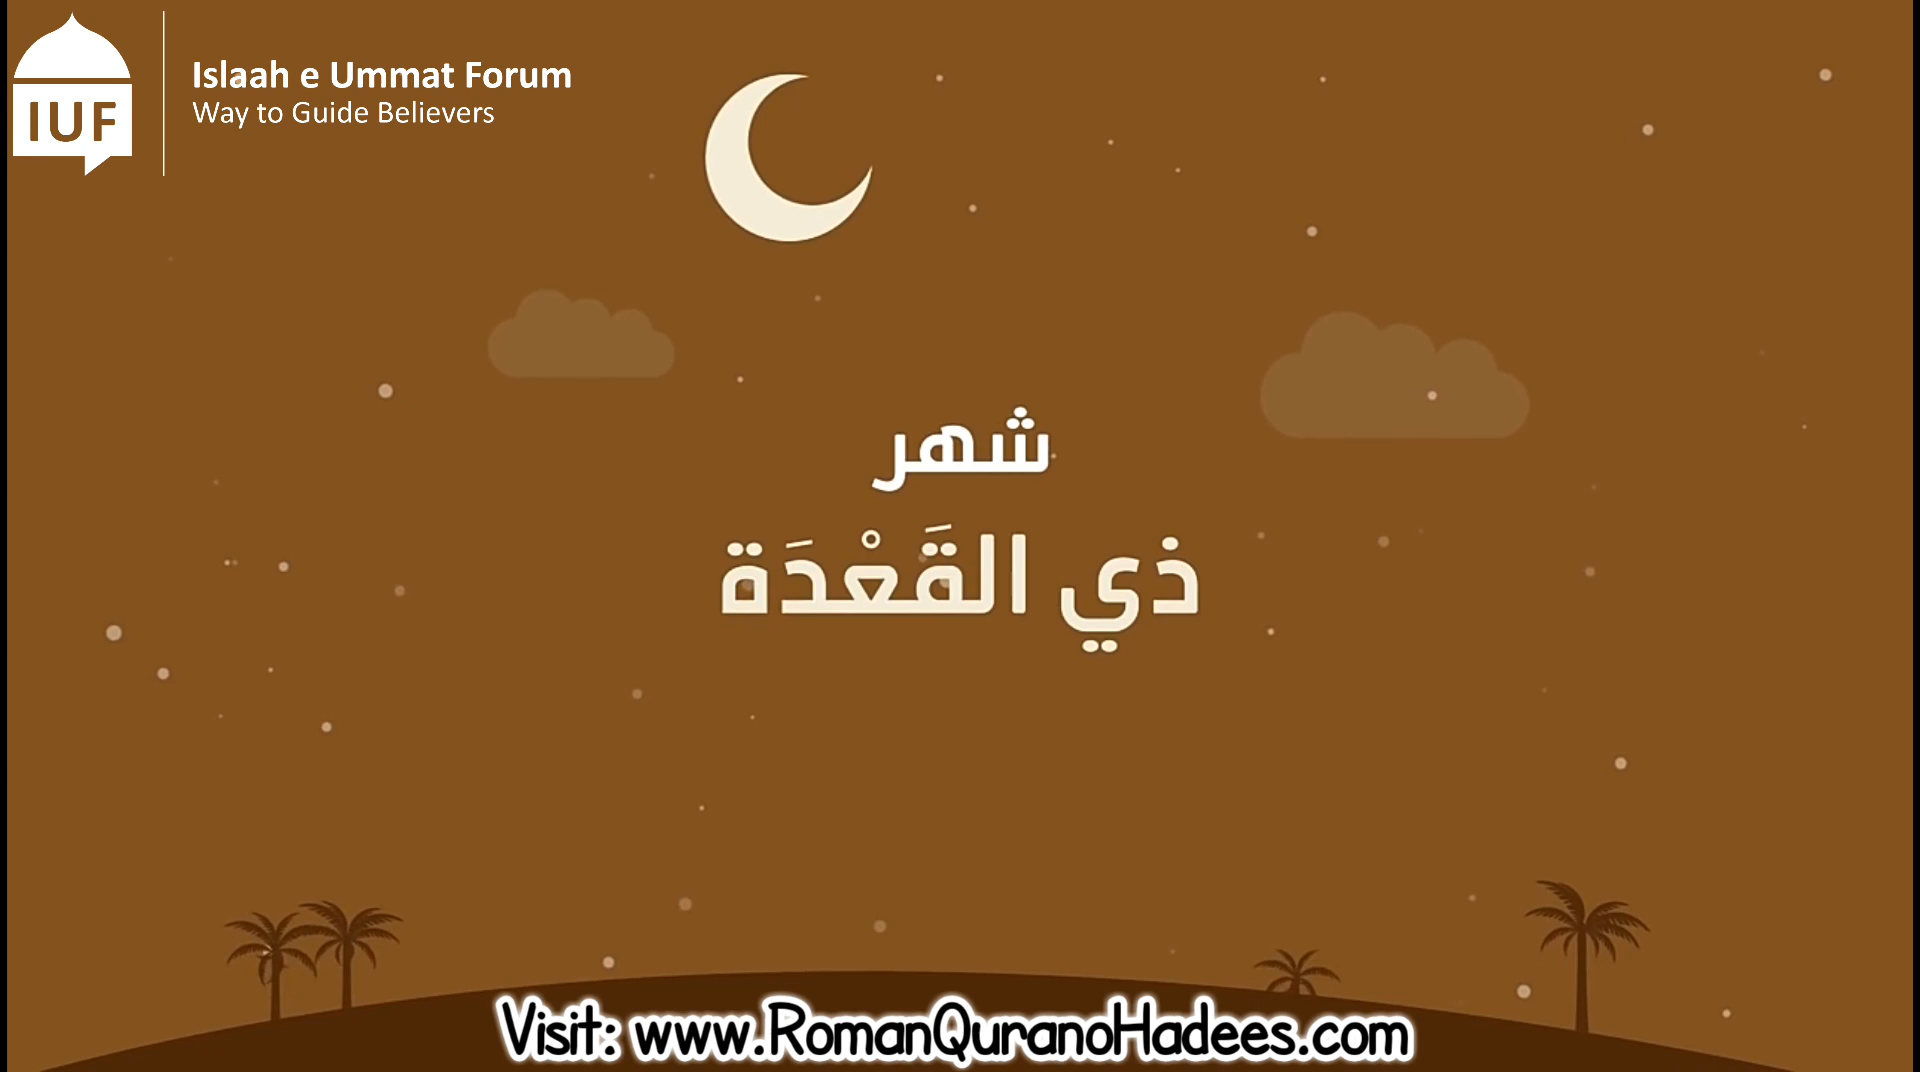 IUF
Islaah e Ummat Forum
Way to Guide Believers
شهر
ذي القَعْدَة
Visit: www.RomanQuranoHadees.com